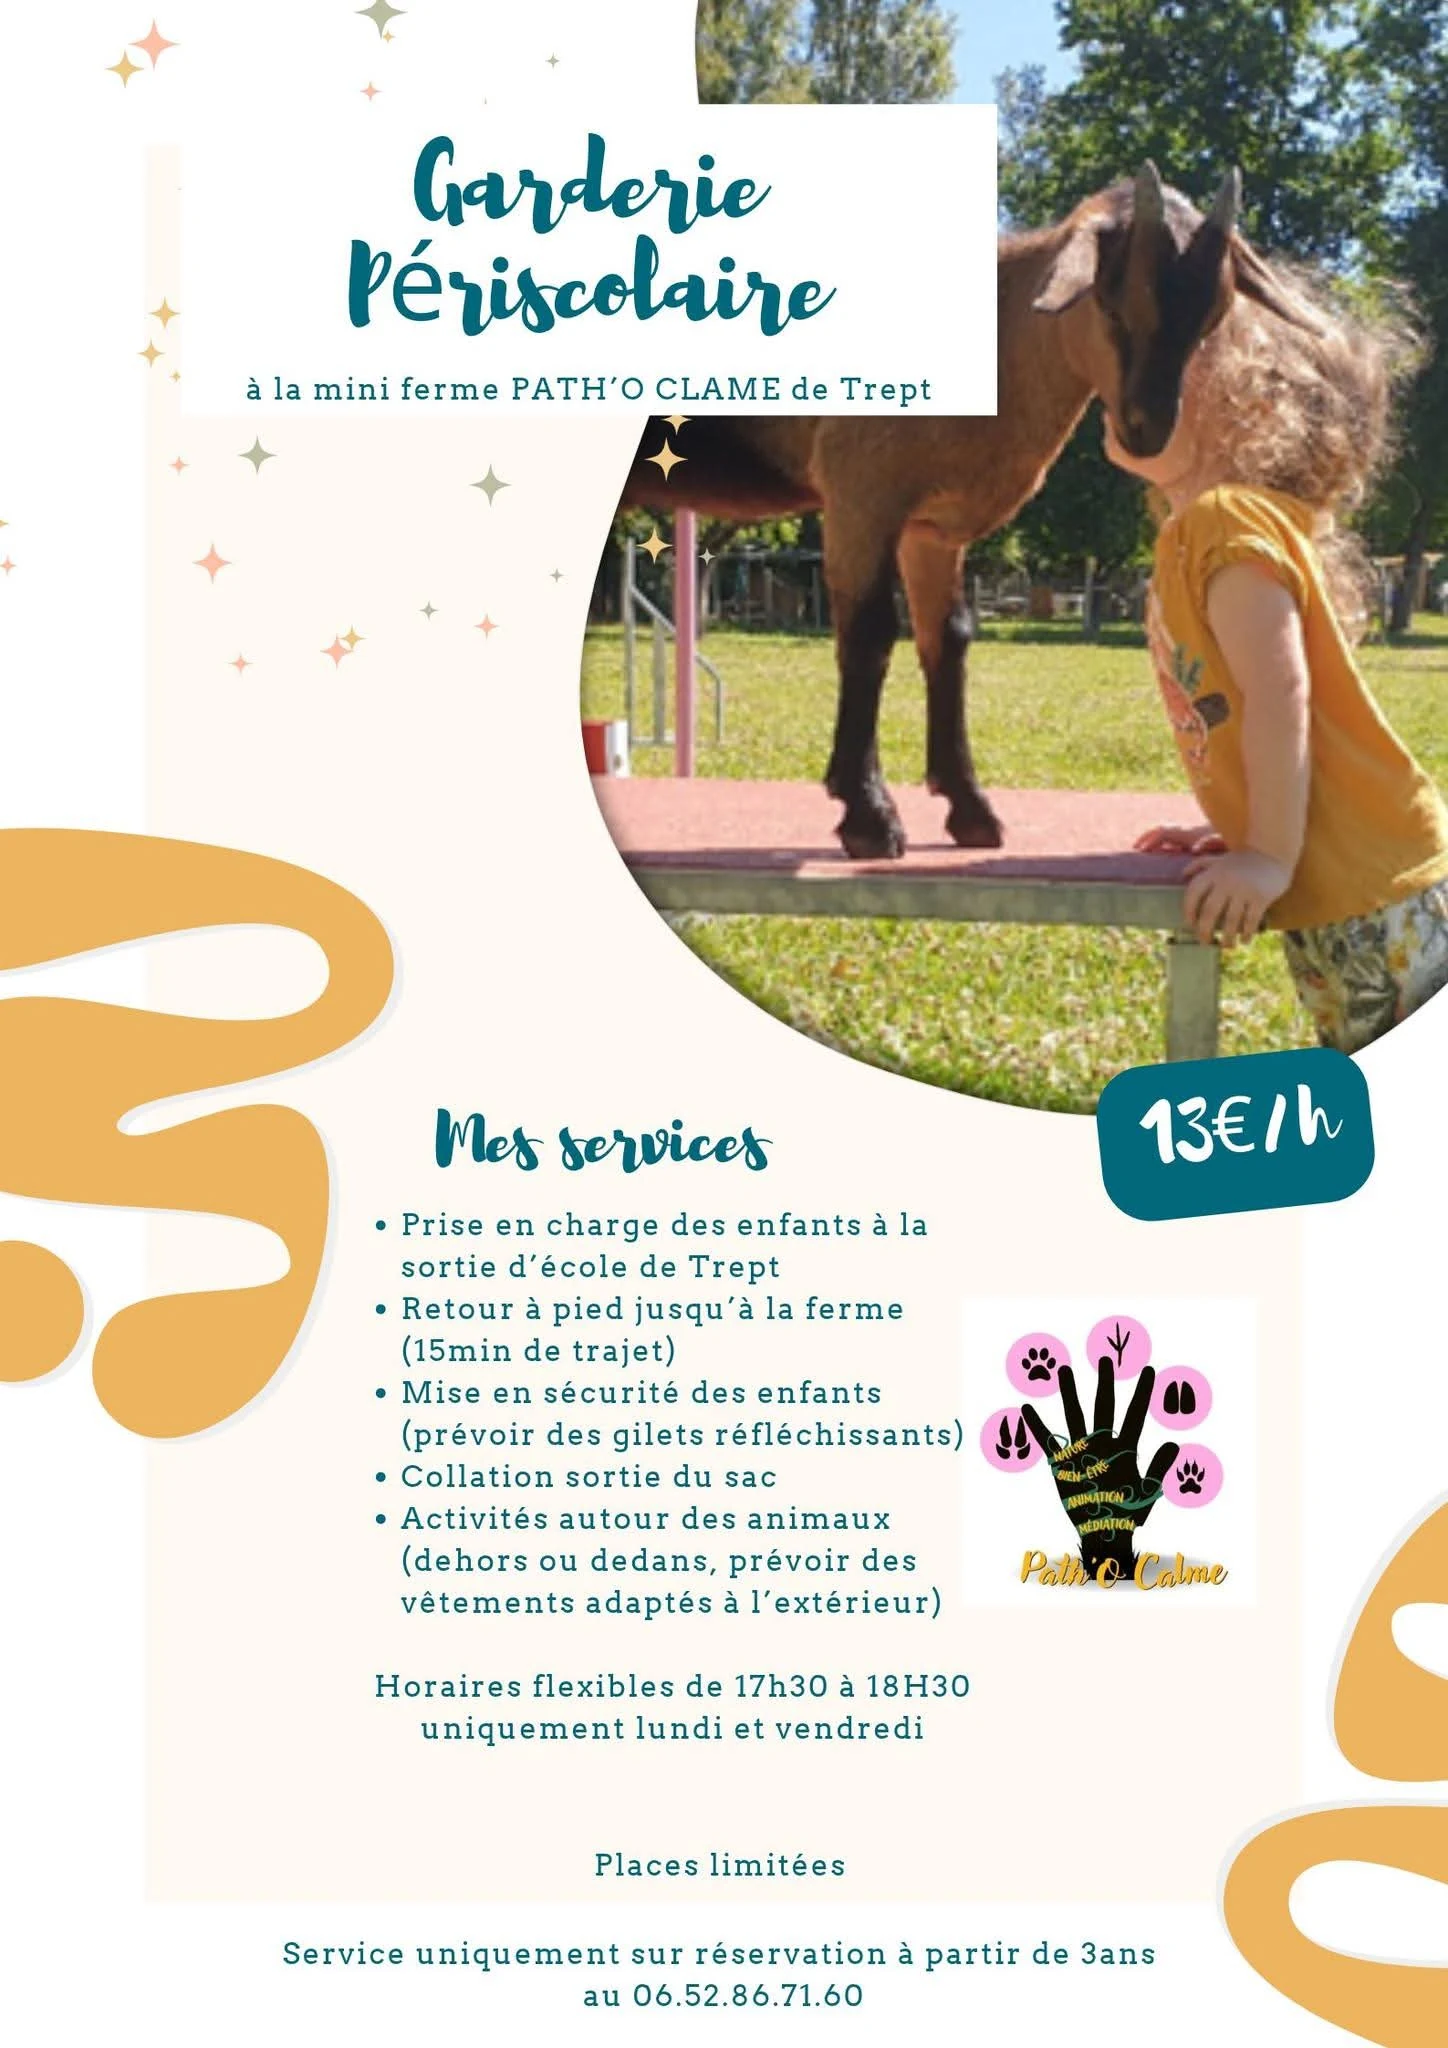 Garderie
Périscolaire
à la mini ferme PATH'O CLAME de Trept
13€/h
Mes services
• Prise en charge des enfants à la
sortie d'école de Trept
• Retour à pied jusqu'à la ferme
(15min de trajet)
• Mise en sécurité des enfants
(prévoir des gilets réfléchissants)
• Collation sortie du sac
• Activités autour des animaux
(dehors ou dedans, prévoir des
vêtements adaptés à l'extérieur)
NATURE
BIEN-ÊTRE
ANIMATION
MÉDIATION
Path'O Calme
Horaires flexibles de 17h30 à 18H30
uniquement lundi et vendredi
Places limitées
Service uniquement sur réservation à partir de 3ans
au 06.52.86.71.60